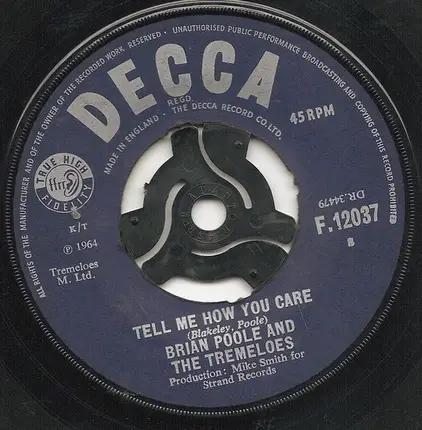 ALL RIGHTS OF THE MANUFACTURER AND OF THE OWNER OF THE RECORDED WORK RESERVED · UNAUTHORISED PUBLIC PERFORMANCE BROADCASTING AND COPYING OF THIS RECORD PROHIBITED
DECCA
REGD.
MADE IN ENGLAND · THE DECCA RECORD CO. LTD.
45 RPM
TRUE HIGH
ffrr
FIDELITY
K/T
℗ 1964
Tremeloes
M. Ltd.
DR.34479
F.12037
B
TELL ME HOW YOU CARE
(Blakeley, Poole)
BRIAN POOLE AND
THE TREMELOES
Production: Mike Smith for
Strand Records